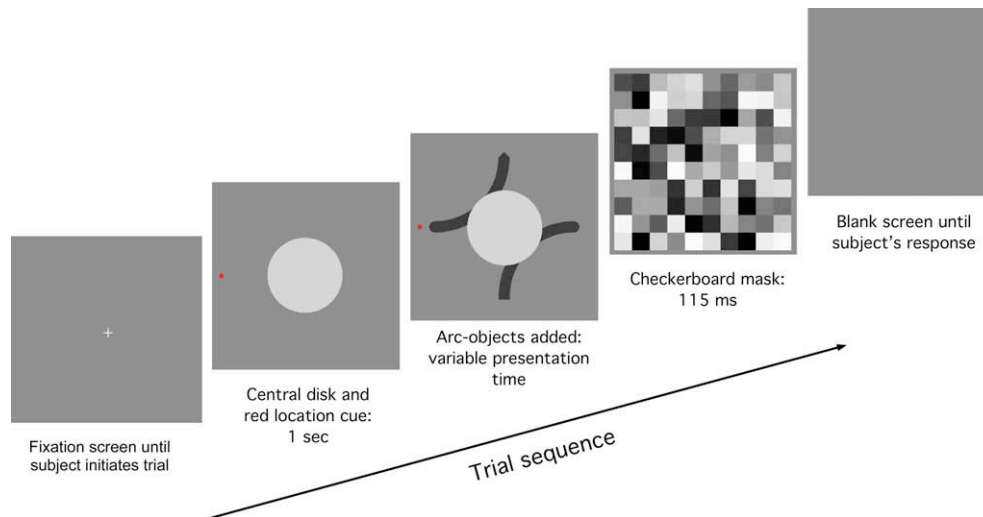 Fixation screen until
subject initiates trial
Central disk and
red location cue:
1 sec
Arc-objects added:
variable presentation
time
Checkerboard mask:
115 ms
Blank screen until
subject's response
Trial sequence